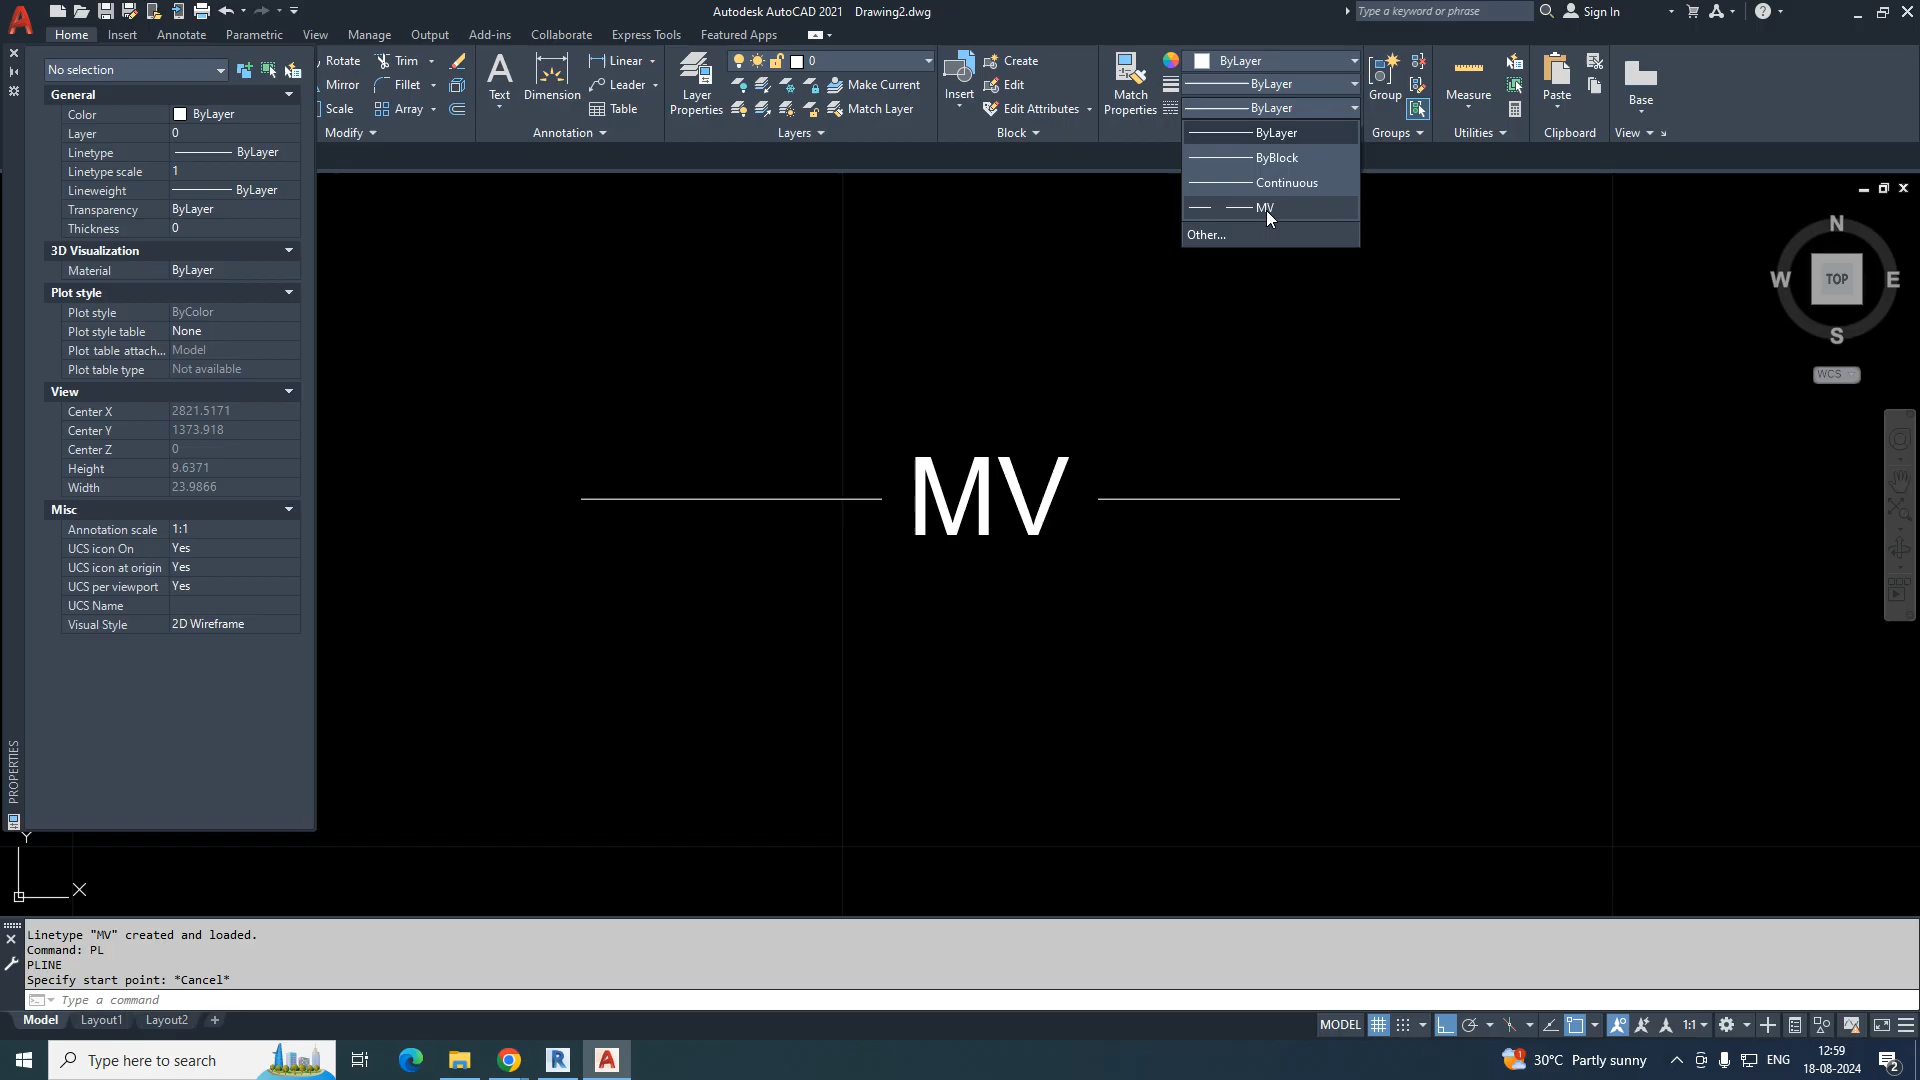 Autodesk AutoCAD 2021 Drawing2.dwg
Type a keyword or phrase
Sign In
Home Insert Annotate Parametric View Manage Output Add-ins Collaborate Express Tools Featured Apps
No selection
General
Color ByLayer
Layer 0
Linetype ByLayer
Linetype scale 1
Lineweight ByLayer
Transparency ByLayer
Thickness 0
3D Visualization
Material ByLayer
Plot style
Plot style ByColor
Plot style table None
Plot table attach... Model
Plot table type Not available
View
Center X 2821.5171
Center Y 1373.918
Center Z 0
Height 9.6371
Width 23.9866
Misc
Annotation scale 1:1
UCS icon On Yes
UCS icon at origin Yes
UCS per viewport Yes
UCS Name
Visual Style 2D Wireframe
PROPERTIES
Rotate Trim
Mirror Fillet
Scale Array
Modify
Text
Dimension
Linear
Leader
Table
Annotation
Layer
Properties
0
Make Current
Match Layer
Layers
Insert
Create
Edit
Edit Attributes
Block
Match
Properties
ByLayer
ByLayer
ByLayer
ByLayer
ByBlock
Continuous
MV
Other...
Group
Groups
Measure
Utilities
Paste
Clipboard
Base
View
N
W TOP E
S
WCS
MV
Y
X
Linetype "MV" created and loaded.
Command: PL
PLINE
Specify start point: *Cancel*
Type a command
Model Layout1 Layout2 +
MODEL 1:1
Type here to search
30°C Partly sunny
ENG
12:59
18-08-2024
2